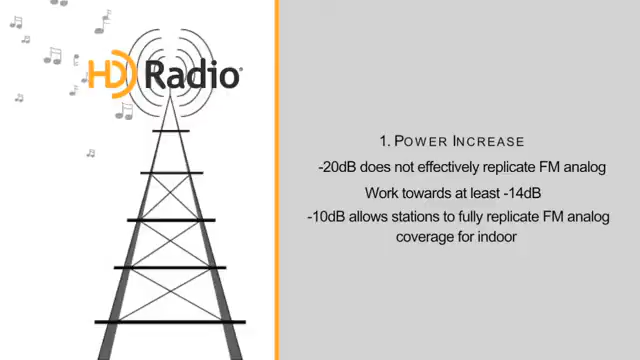 HD Radio®
1. POWER INCREASE
-20dB does not effectively replicate FM analog
Work towards at least -14dB
-10dB allows stations to fully replicate FM analog
coverage for indoor